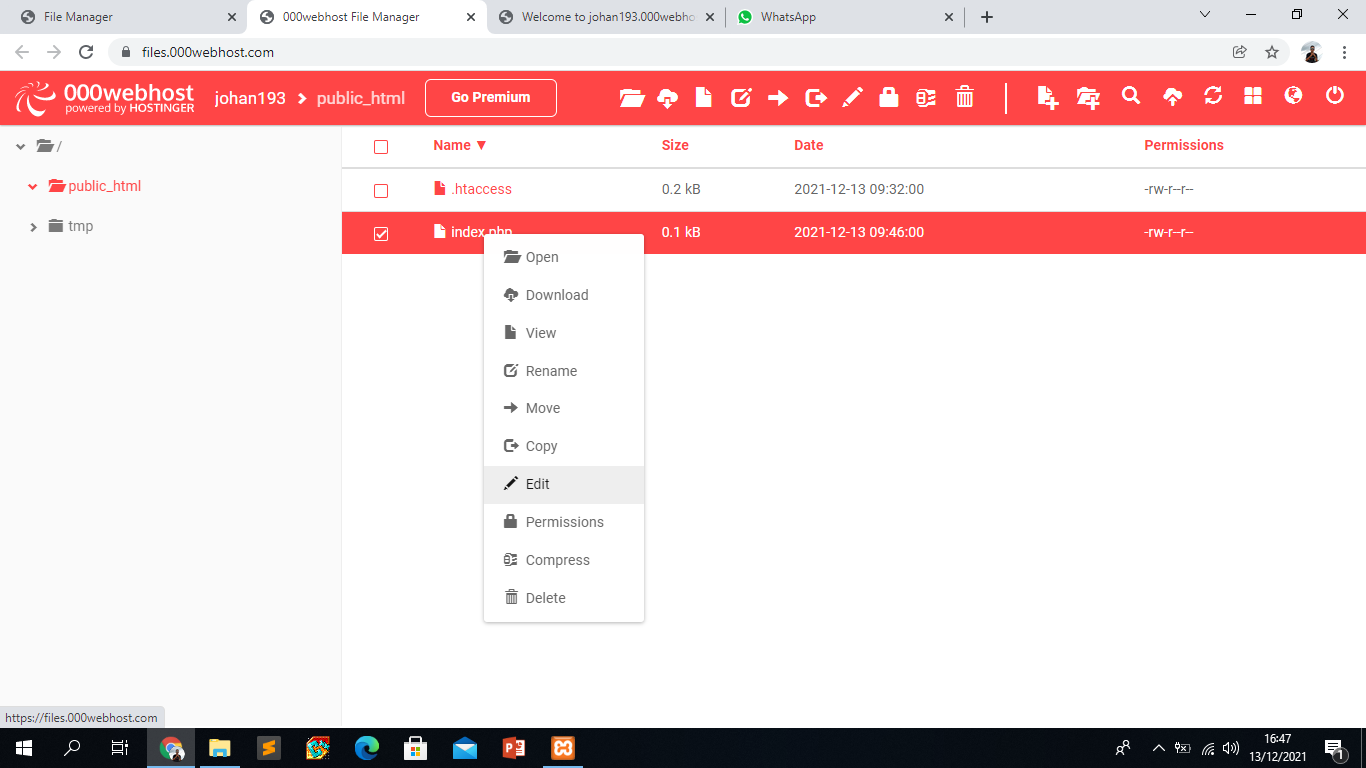 File Manager
000webhost File Manager
Welcome to johan193.000webho
WhatsApp
files.000webhost.com
000webhost
powered by HOSTINGER
johan193
public_html
Go Premium
/
public_html
tmp
Name ▼ Size Date Permissions
.htaccess 0.2 kB 2021-12-13 09:32:00 -rw-r--r--
index.php 0.1 kB 2021-12-13 09:46:00 -rw-r--r--
Open
Download
View
Rename
Move
Copy
Edit
Permissions
Compress
Delete
https://files.000webhost.com
16:47
13/12/2021
1